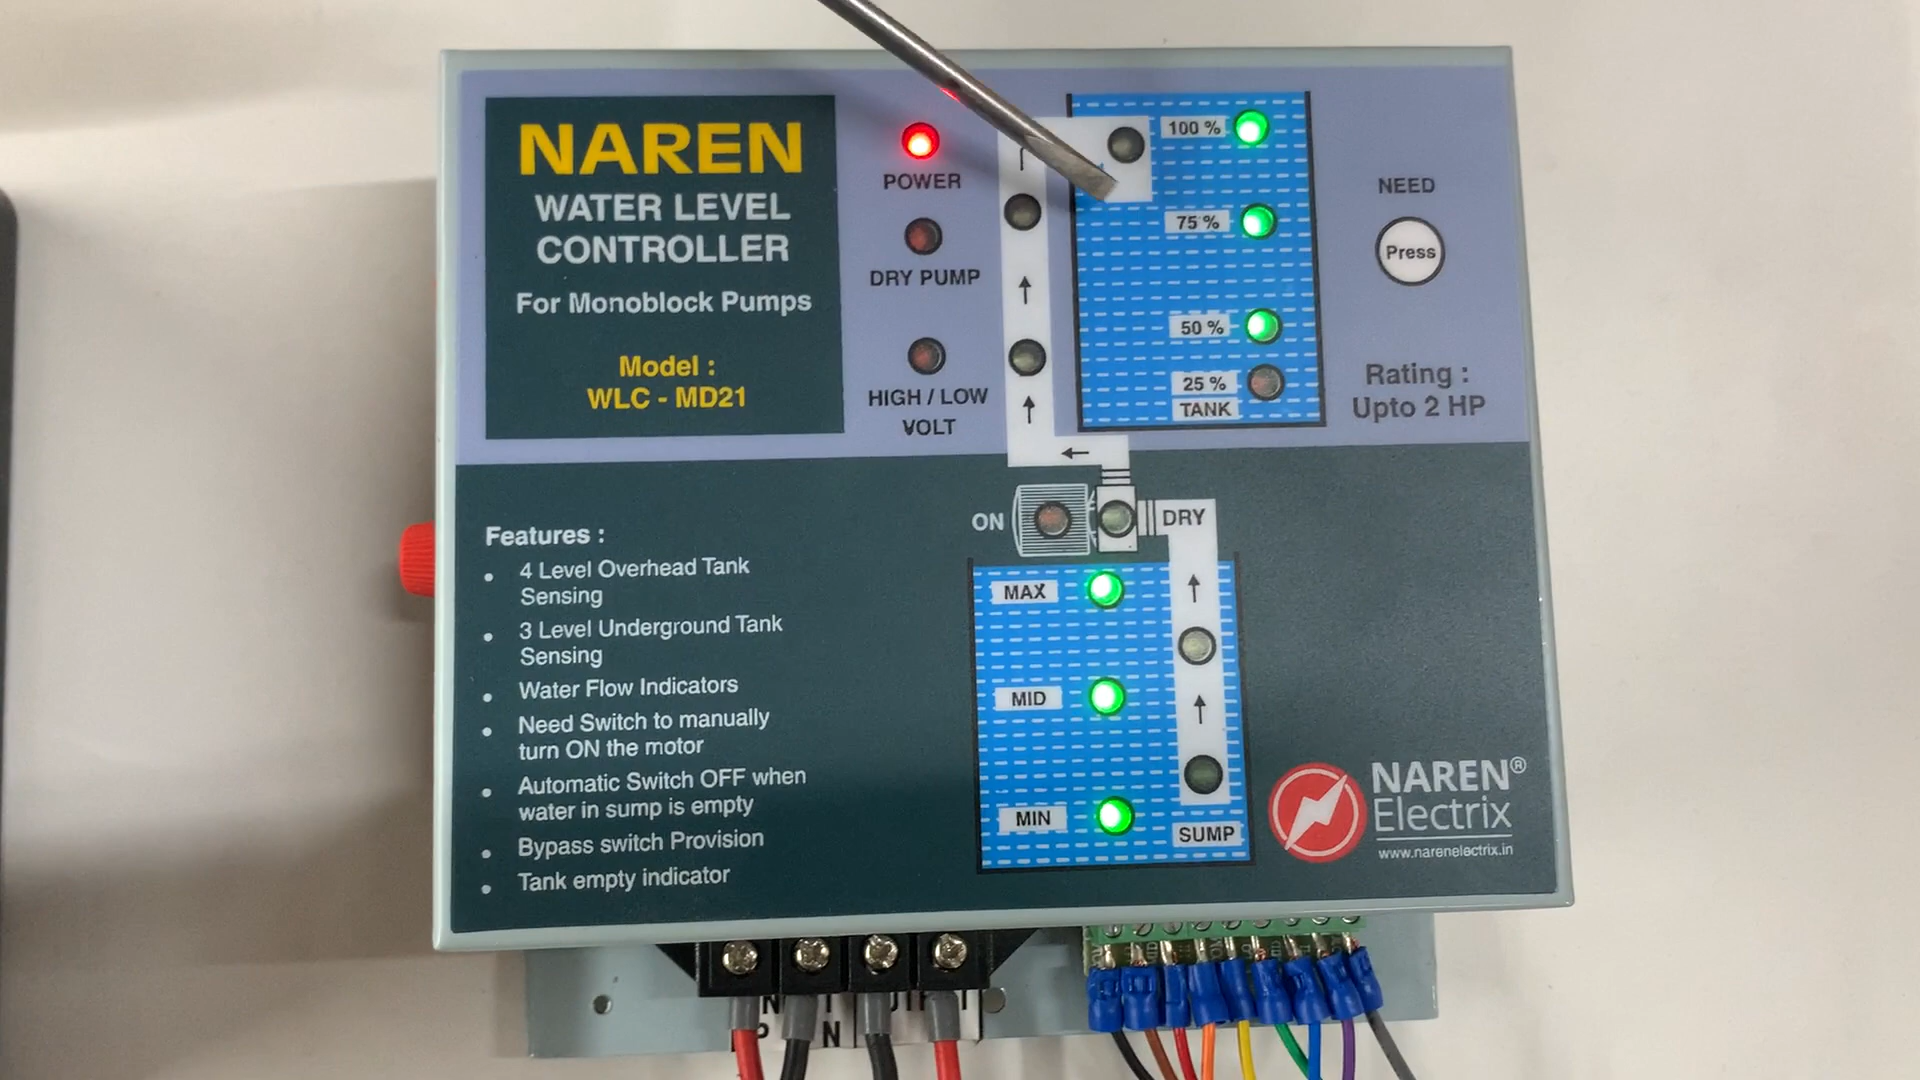 NAREN
WATER LEVEL
CONTROLLER
For Monoblock Pumps
Model :
WLC - MD21
POWER
DRY PUMP
HIGH / LOW
VOLT
100 %
75 %
50 %
25 %
TANK
NEED
Press
Rating :
Upto 2 HP
ON
DRY
MAX
MID
MIN
SUMP
Features :
• 4 Level Overhead Tank
Sensing
• 3 Level Underground Tank
Sensing
• Water Flow Indicators
• Need Switch to manually
turn ON the motor
• Automatic Switch OFF when
water in sump is empty
• Bypass switch Provision
• Tank empty indicator
NAREN®
Electrix
www.narenelectrix.in
N